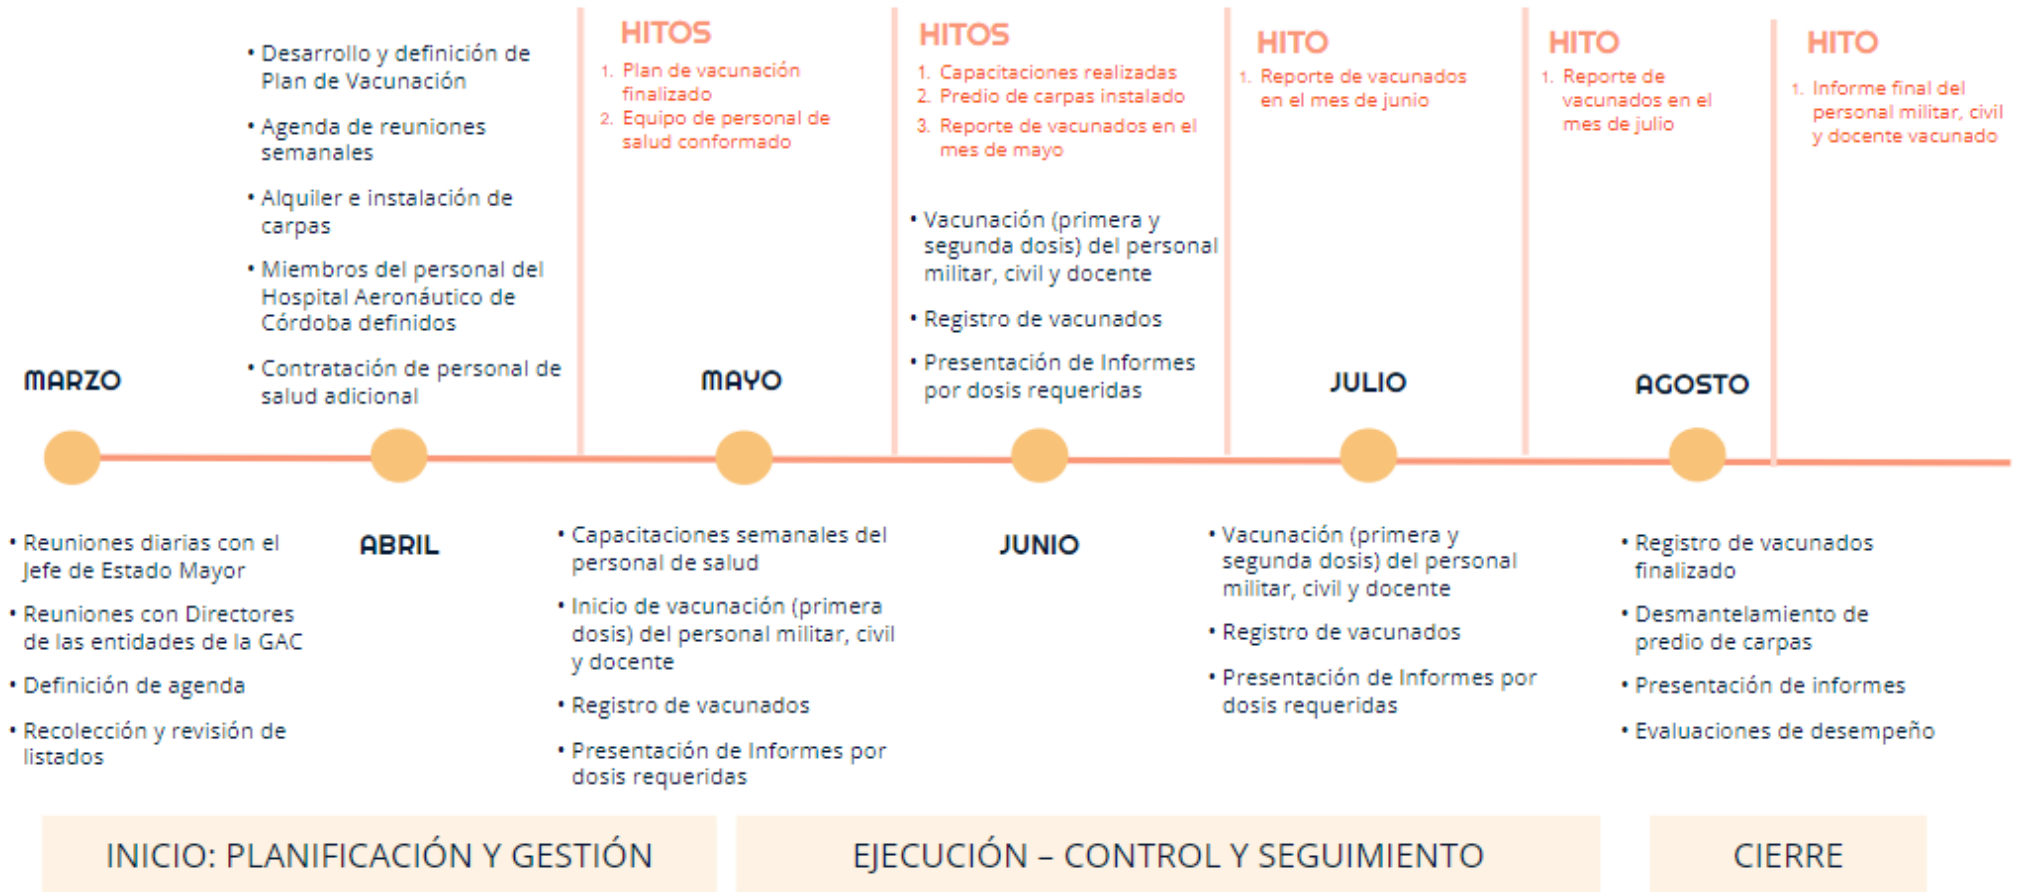 • Desarrollo y definición de
Plan de Vacunación
• Agenda de reuniones
semanales
• Alquiler e instalación de
carpas
• Miembros del personal del
Hospital Aeronáutico de
Córdoba definidos
• Contratación de personal de
salud adicional
HITOS
1. Plan de vacunación
finalizado
2. Equipo de personal de
salud conformado
HITOS
1. Capacitaciones realizadas
2. Predio de carpas instalado
3. Reporte de vacunados en el
mes de mayo
• Vacunación (primera y
segunda dosis) del personal
militar, civil y docente
• Registro de vacunados
• Presentación de Informes
por dosis requeridas
HITO
1. Reporte de vacunados
en el mes de junio
HITO
1. Reporte de
vacunados en el
mes de julio
HITO
1. Informe final del
personal militar, civil
y docente vacunado
MARZO
MAYO
JULIO
AGOSTO
• Reuniones diarias con el
Jefe de Estado Mayor
• Reuniones con Directores
de las entidades de la GAC
• Definición de agenda
• Recolección y revisión de
listados
ABRIL
• Capacitaciones semanales del
personal de salud
• Inicio de vacunación (primera
dosis) del personal militar, civil
y docente
• Registro de vacunados
• Presentación de Informes por
dosis requeridas
JUNIO
• Vacunación (primera y
segunda dosis) del personal
militar, civil y docente
• Registro de vacunados
• Presentación de Informes por
dosis requeridas
• Registro de vacunados
finalizado
• Desmantelamiento de
predio de carpas
• Presentación de informes
• Evaluaciones de desempeño
INICIO: PLANIFICACIÓN Y GESTIÓN
EJECUCIÓN – CONTROL Y SEGUIMIENTO
CIERRE